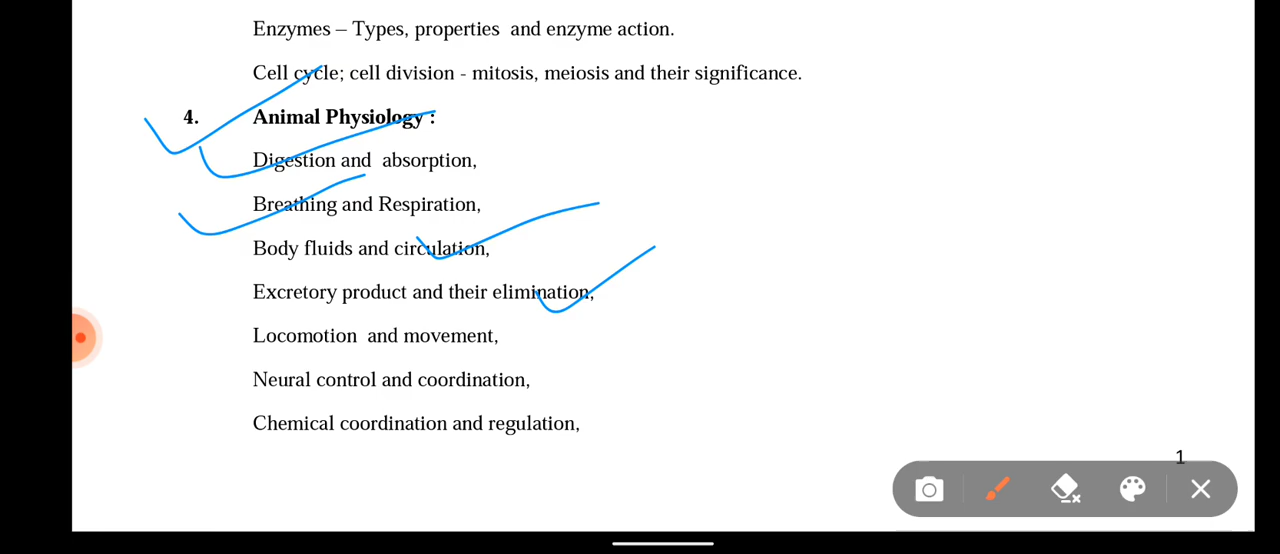 Enzymes – Types, properties and enzyme action.
Cell cycle; cell division - mitosis, meiosis and their significance.
4. Animal Physiology :
Digestion and absorption,
Breathing and Respiration,
Body fluids and circulation,
Excretory product and their elimination,
Locomotion and movement,
Neural control and coordination,
Chemical coordination and regulation,
1